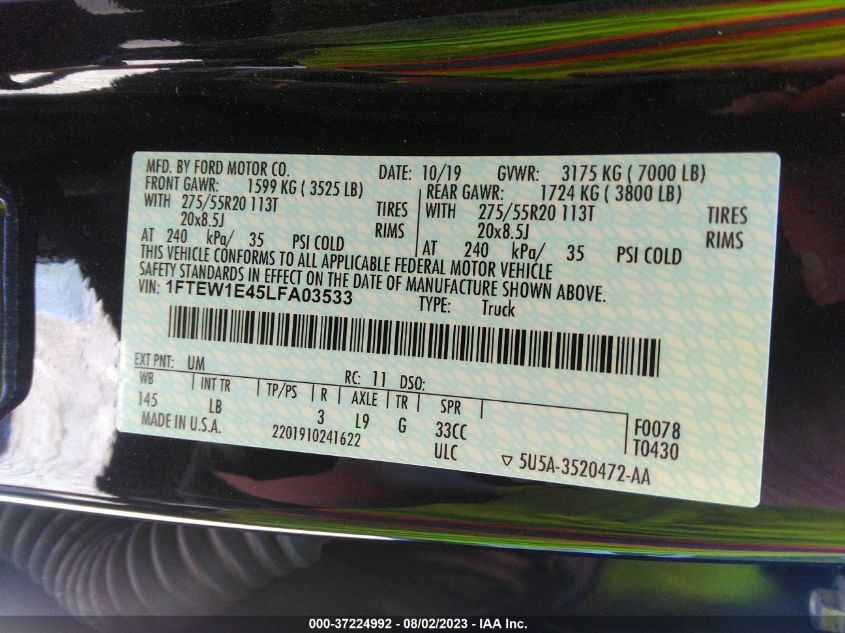 MFD. BY FORD MOTOR CO. DATE: 10/19 GVWR: 3175 KG ( 7000 LB)
FRONT GAWR: 1599 KG ( 3525 LB) REAR GAWR: 1724 KG ( 3800 LB)
WITH 275/55R20 113T TIRES WITH 275/55R20 113T TIRES
20x8.5J RIMS 20x8.5J RIMS
AT 240 kPa/ 35 PSI COLD AT 240 kPa/ 35 PSI COLD
THIS VEHICLE CONFORMS TO ALL APPLICABLE FEDERAL MOTOR VEHICLE
SAFETY STANDARDS IN EFFECT ON THE DATE OF MANUFACTURE SHOWN ABOVE.
VIN: 1FTEW1E45LFA03533 TYPE: Truck
EXT PNT: UM RC: 11 DSO:
WB INT TR TP/PS R AXLE TR SPR
145 LB 3 L9 G 33CC F0078
MADE IN U.S.A. 2201910241622 ULC T0430
▽ 5U5A-3520472-AA
000-37224992 — 08/02/2023 — IAA Inc.